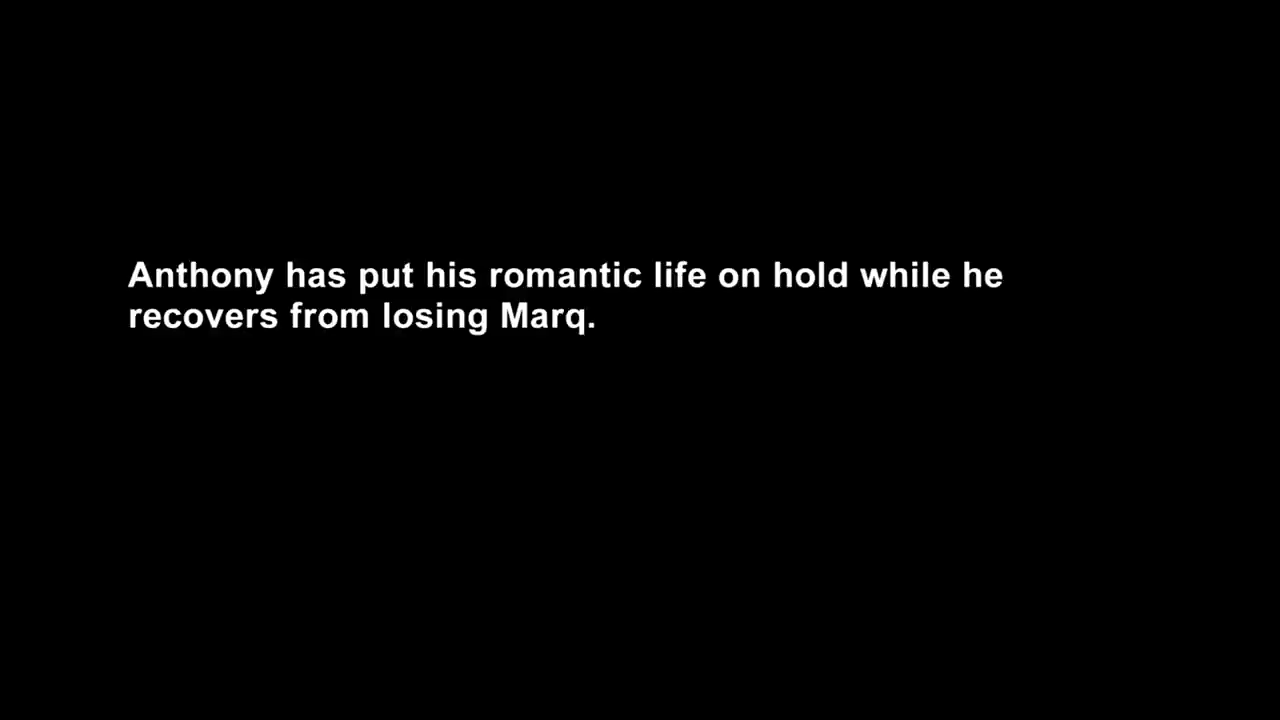 Anthony has put his romantic life on hold while he
recovers from losing Marq.